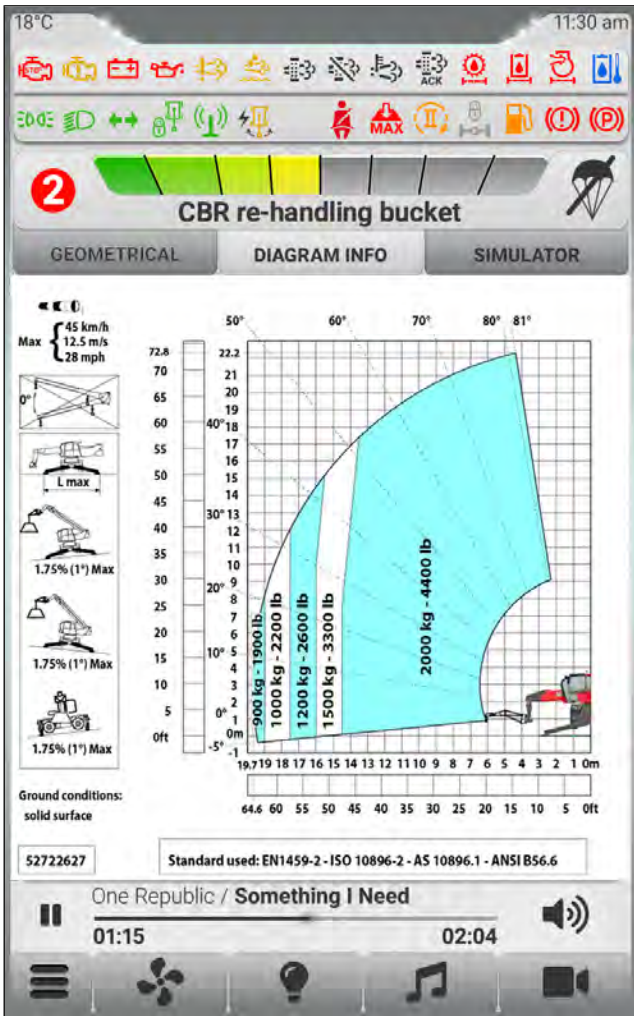 18°C 11:30 am
STOP
ACK
MAX
II
P
2
CBR re-handling bucket
GEOMETRICAL DIAGRAM INFO SIMULATOR
Max { 45 km/h
12.5 m/s
28 mph
0°
L max
1.75% (1°) Max
1.75% (1°) Max
1.75% (1°) Max
Ground conditions:
solid surface
52722627
50° 60° 70° 80° 81°
40°
30°
20°
10°
0°
-5°
72.8
70
65
60
55
50
45
40
35
30
25
20
15
10
5
0ft
22.2
21
20
19
18
17
16
15
14
13
12
11
10
9
8
7
6
5
4
3
2
1
0m
-1
900 kg - 1900 lb
1000 kg - 2200 lb
1200 kg - 2600 lb
1500 kg - 3300 lb
2000 kg - 4400 lb
19.7 19 18 17 16 15 14 13 12 11 10 9 8 7 6 5 4 3 2 1 0m
64.6 60 55 50 45 40 35 30 25 20 15 10 5 0ft
Standard used: EN1459-2 - ISO 10896-2 - AS 10896.1 - ANSI B56.6
One Republic / Something I Need
01:15 02:04